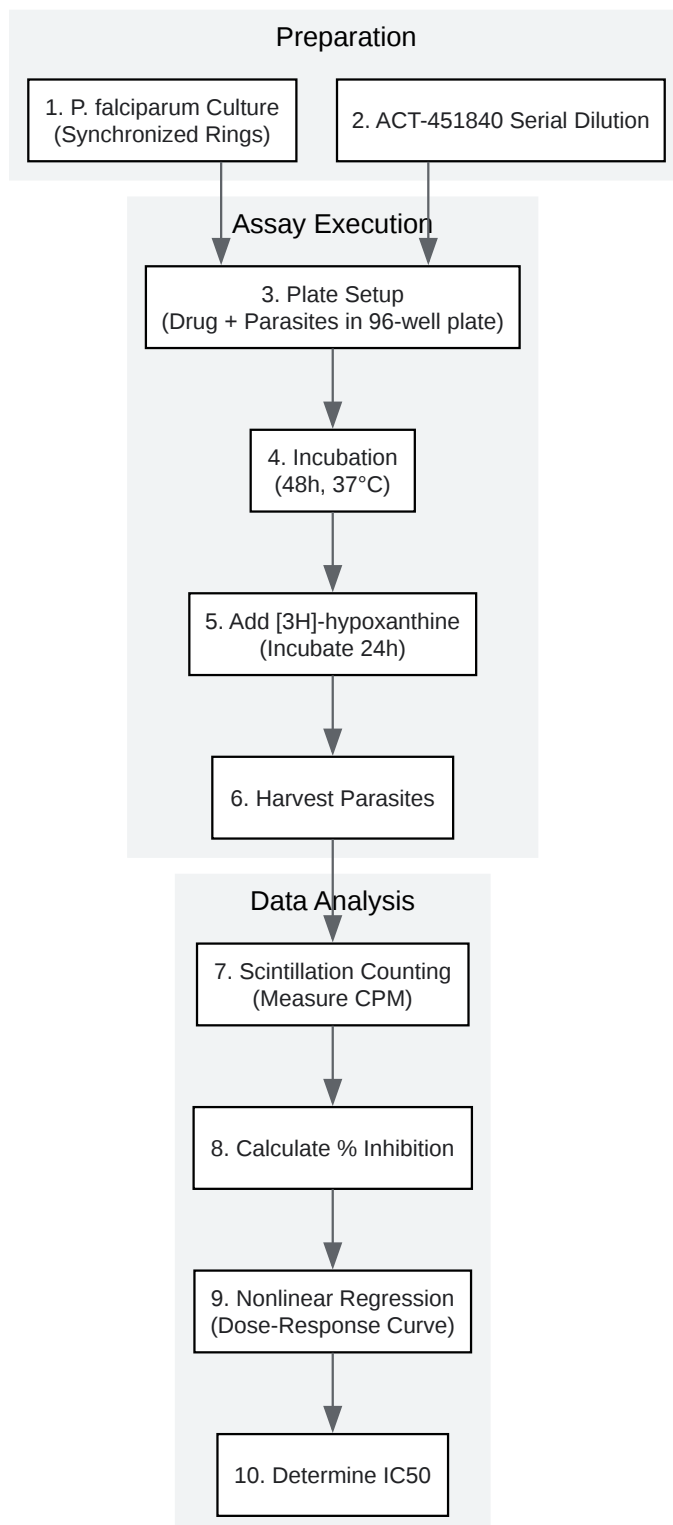 Preparation
1. P. falciparum Culture
(Synchronized Rings)
2. ACT-451840 Serial Dilution
Assay Execution
3. Plate Setup
(Drug + Parasites in 96-well plate)
4. Incubation
(48h, 37°C)
5. Add [3H]-hypoxanthine
(Incubate 24h)
6. Harvest Parasites
Data Analysis
7. Scintillation Counting
(Measure CPM)
8. Calculate % Inhibition
9. Nonlinear Regression
(Dose-Response Curve)
10. Determine IC50